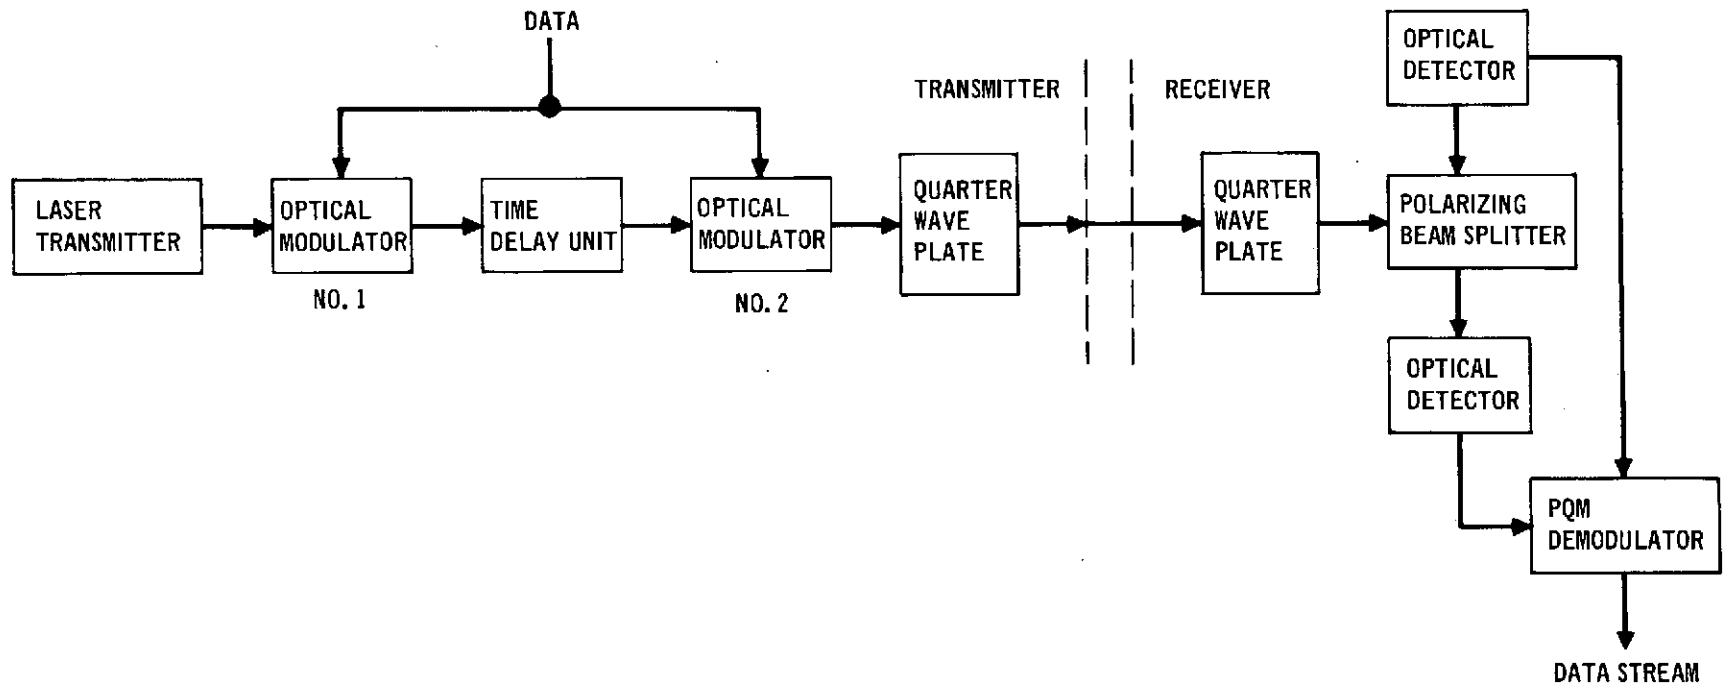 DATA
TRANSMITTER
RECEIVER
OPTICAL
DETECTOR
LASER
TRANSMITTER
OPTICAL
MODULATOR
NO. 1
TIME
DELAY UNIT
OPTICAL
MODULATOR
NO. 2
QUARTER
WAVE
PLATE
QUARTER
WAVE
PLATE
POLARIZING
BEAM SPLITTER
OPTICAL
DETECTOR
PQM
DEMODULATOR
DATA STREAM